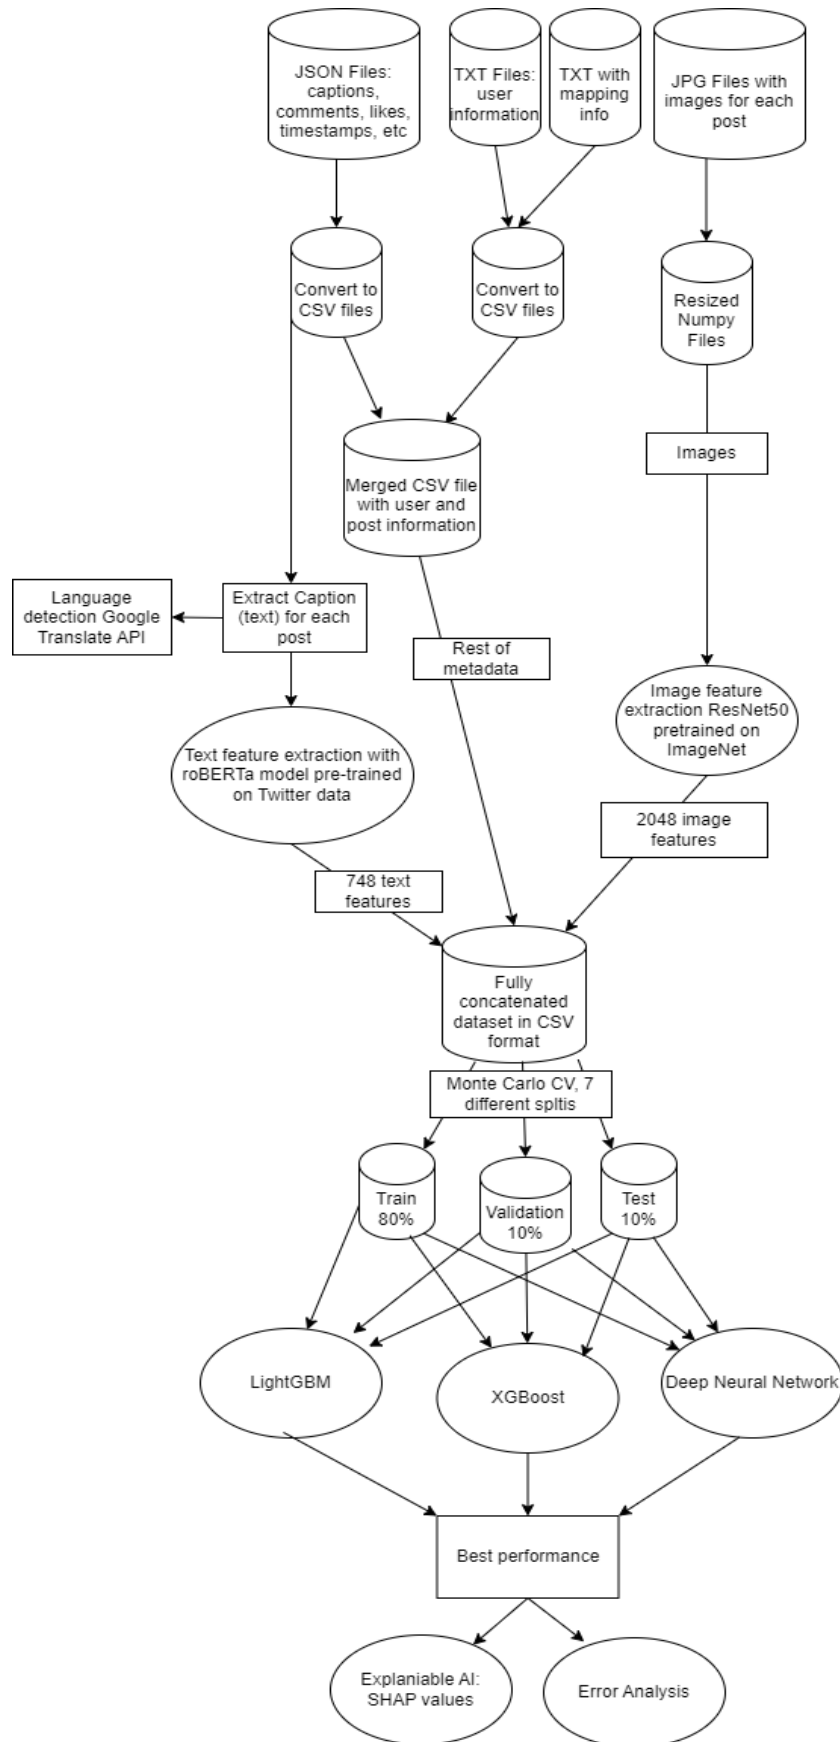 JSON Files:
captions,
comments, likes,
timestamps, etc
TXT Files:
user
information
TXT with
mapping
info
JPG Files with
images for each
post
Convert to
CSV files
Convert to
CSV files
Resized
Numpy
Files
Images
Merged CSV file
with user and
post information
Language
detection Google
Translate API
Extract Caption
(text) for each
post
Rest of
metadata
Image feature
extraction ResNet50
pretrained on
ImageNet
Text feature extraction with
roBERTa model pre-trained
on Twitter data
2048 image
features
748 text
features
Fully
concatenated
dataset in CSV
format
Monte Carlo CV, 7
different spltis
Train
80%
Validation
10%
Test
10%
LightGBM
XGBoost
Deep Neural Network
Best performance
Explaniable AI:
SHAP values
Error Analysis